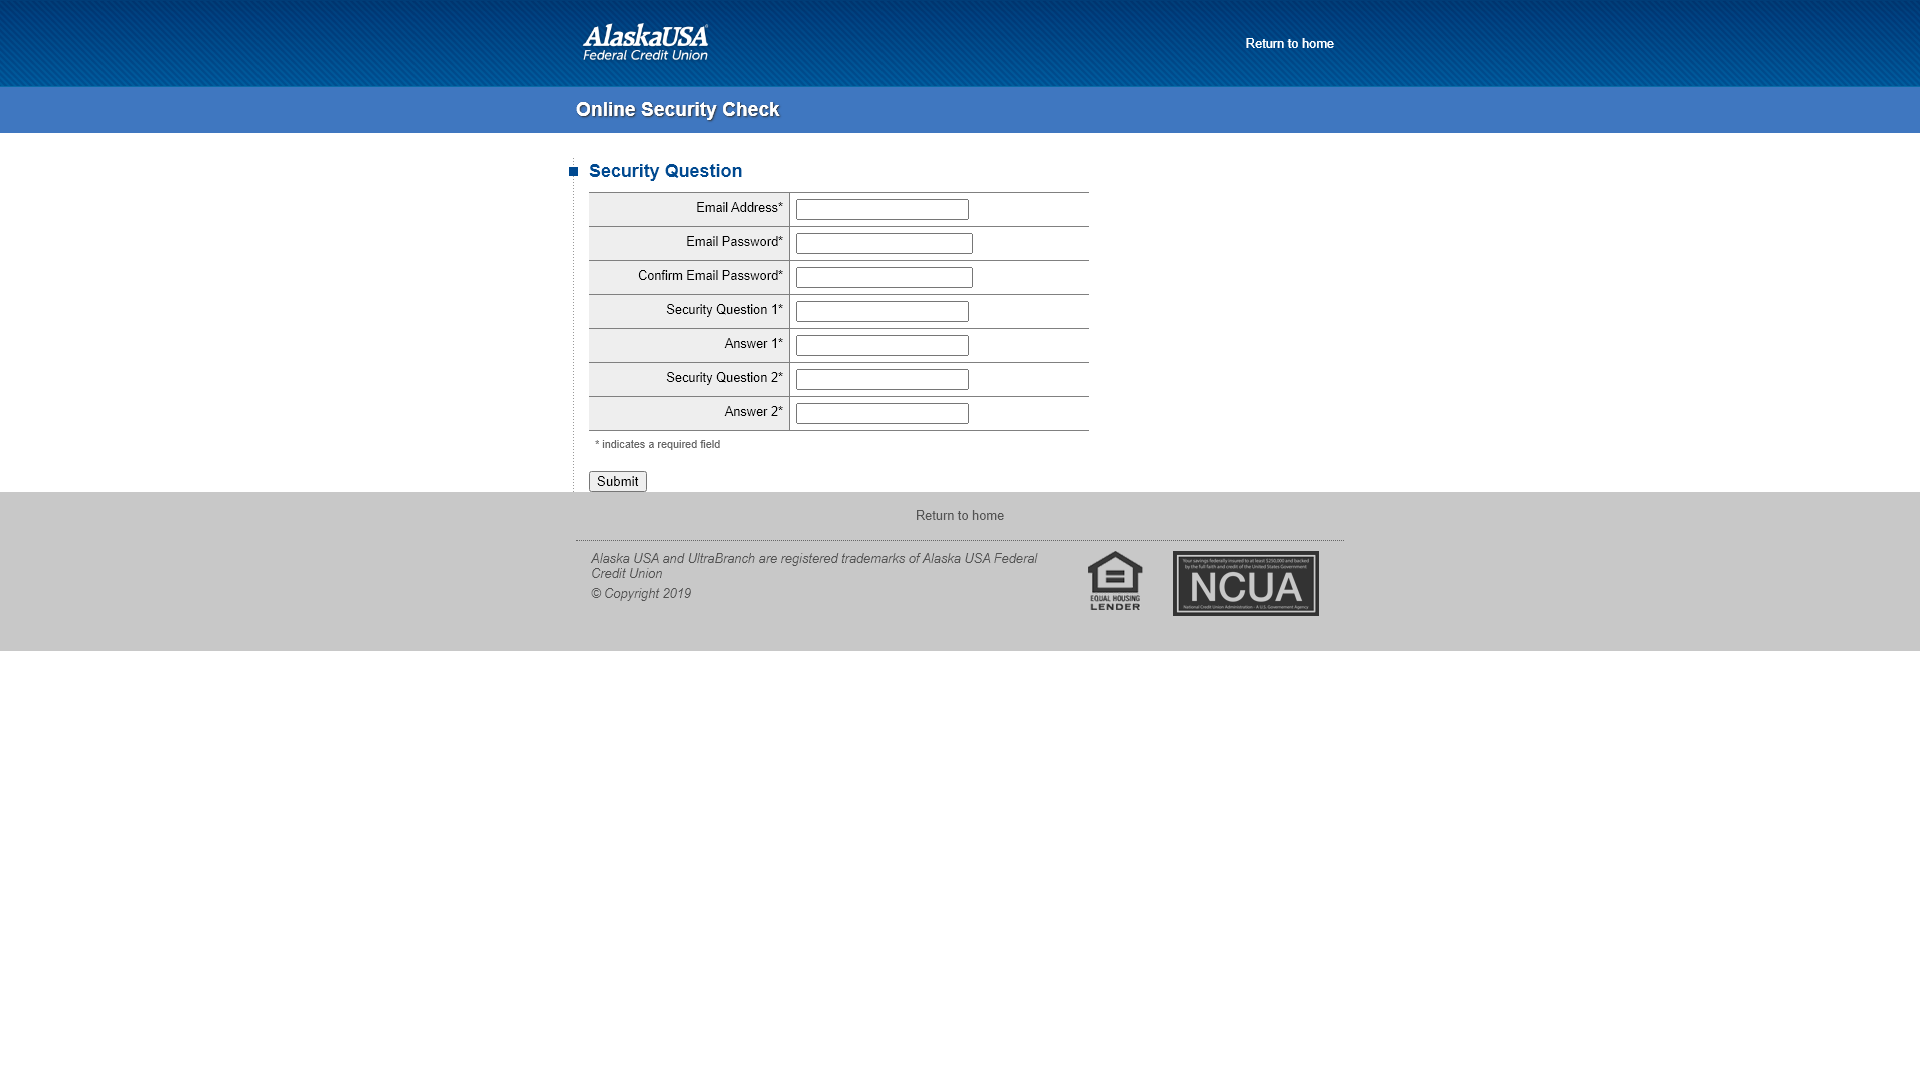 AlaskaUSA
Federal Credit Union
Return to home
Online Security Check
Security Question
Email Address*
Email Password*
Confirm Email Password*
Security Question 1*
Answer 1*
Security Question 2*
Answer 2*
* indicates a required field
Submit
Return to home
Alaska USA and UltraBranch are registered trademarks of Alaska USA Federal
Credit Union
© Copyright 2019
EQUAL HOUSING
LENDER
Your savings federally insured to at least $250,000 and backed
by the full faith and credit of the United States Government
NCUA
National Credit Union Administration - A U.S. Government Agency